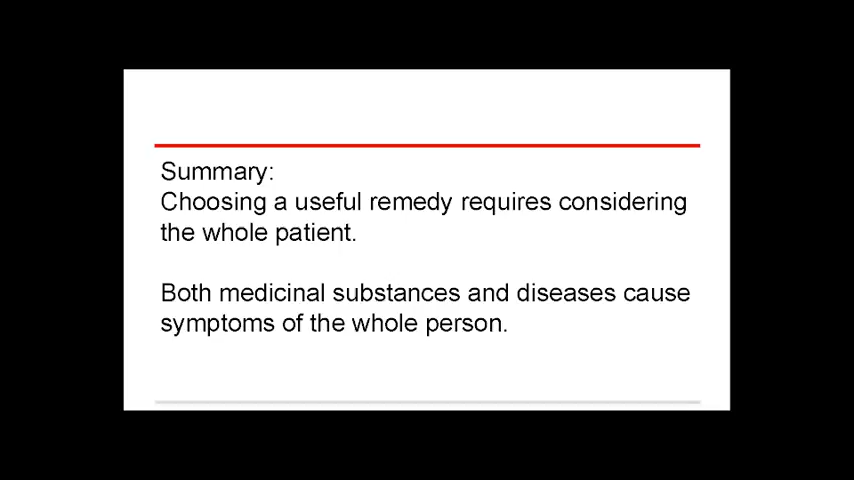 Summary:
Choosing a useful remedy requires considering
the whole patient.
Both medicinal substances and diseases cause
symptoms of the whole person.